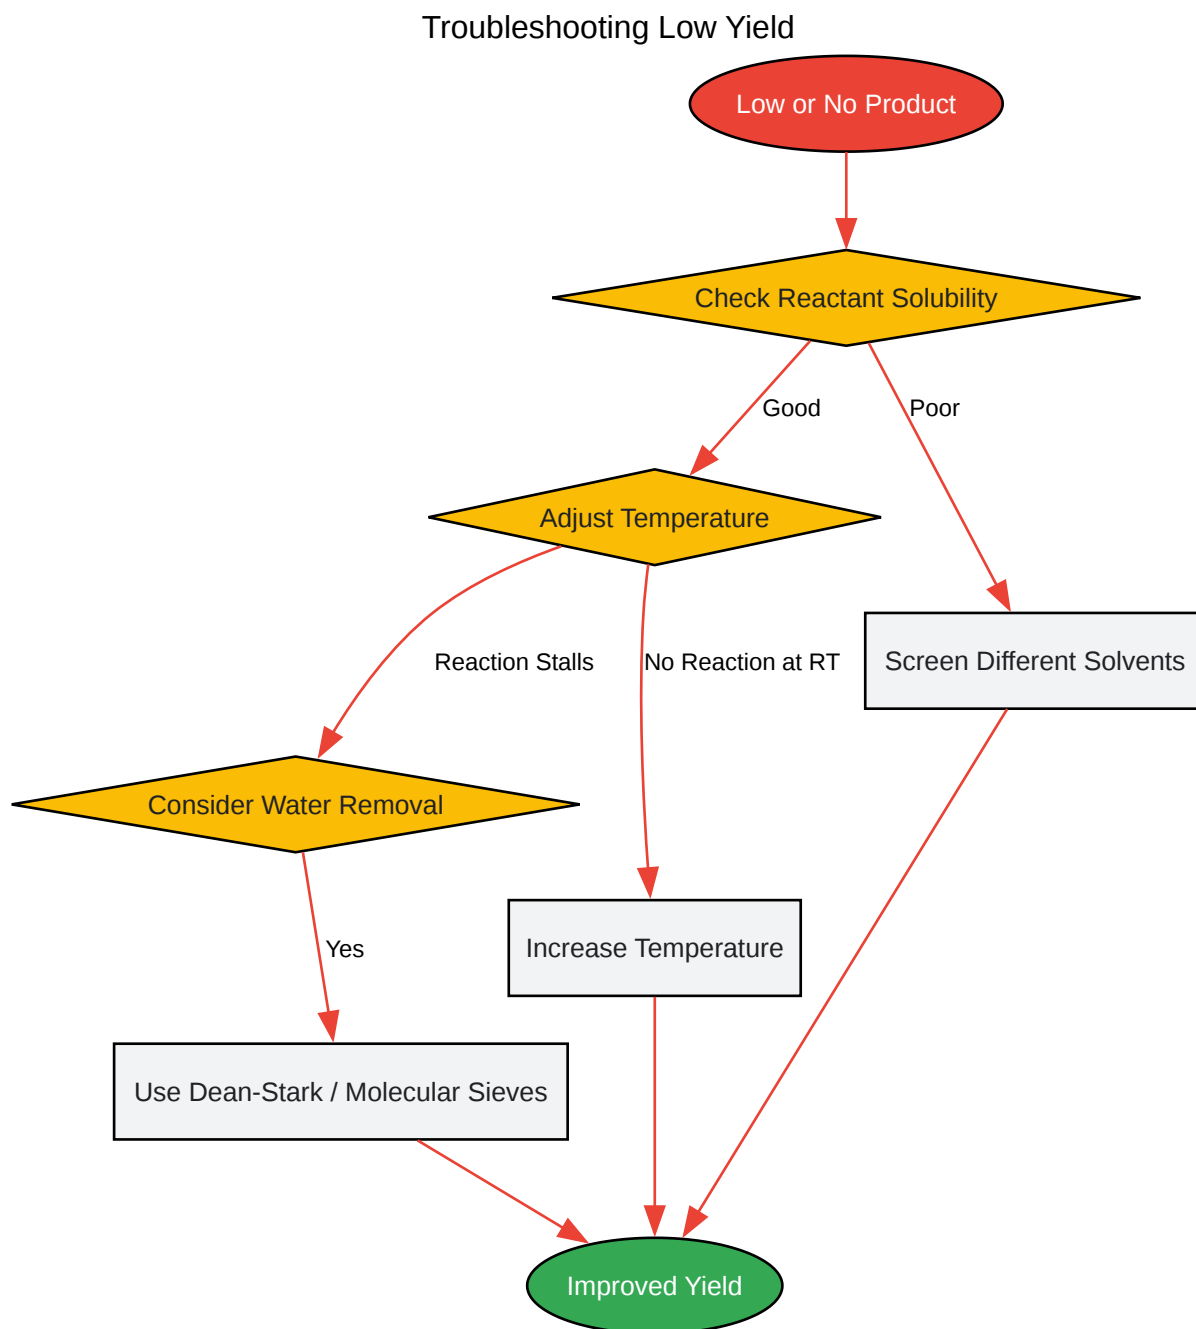 Troubleshooting Low Yield
Low or No Product
Check Reactant Solubility
Good
Poor
Adjust Temperature
Reaction Stalls
No Reaction at RT
Screen Different Solvents
Consider Water Removal
Yes
Increase Temperature
Use Dean-Stark / Molecular Sieves
Improved Yield